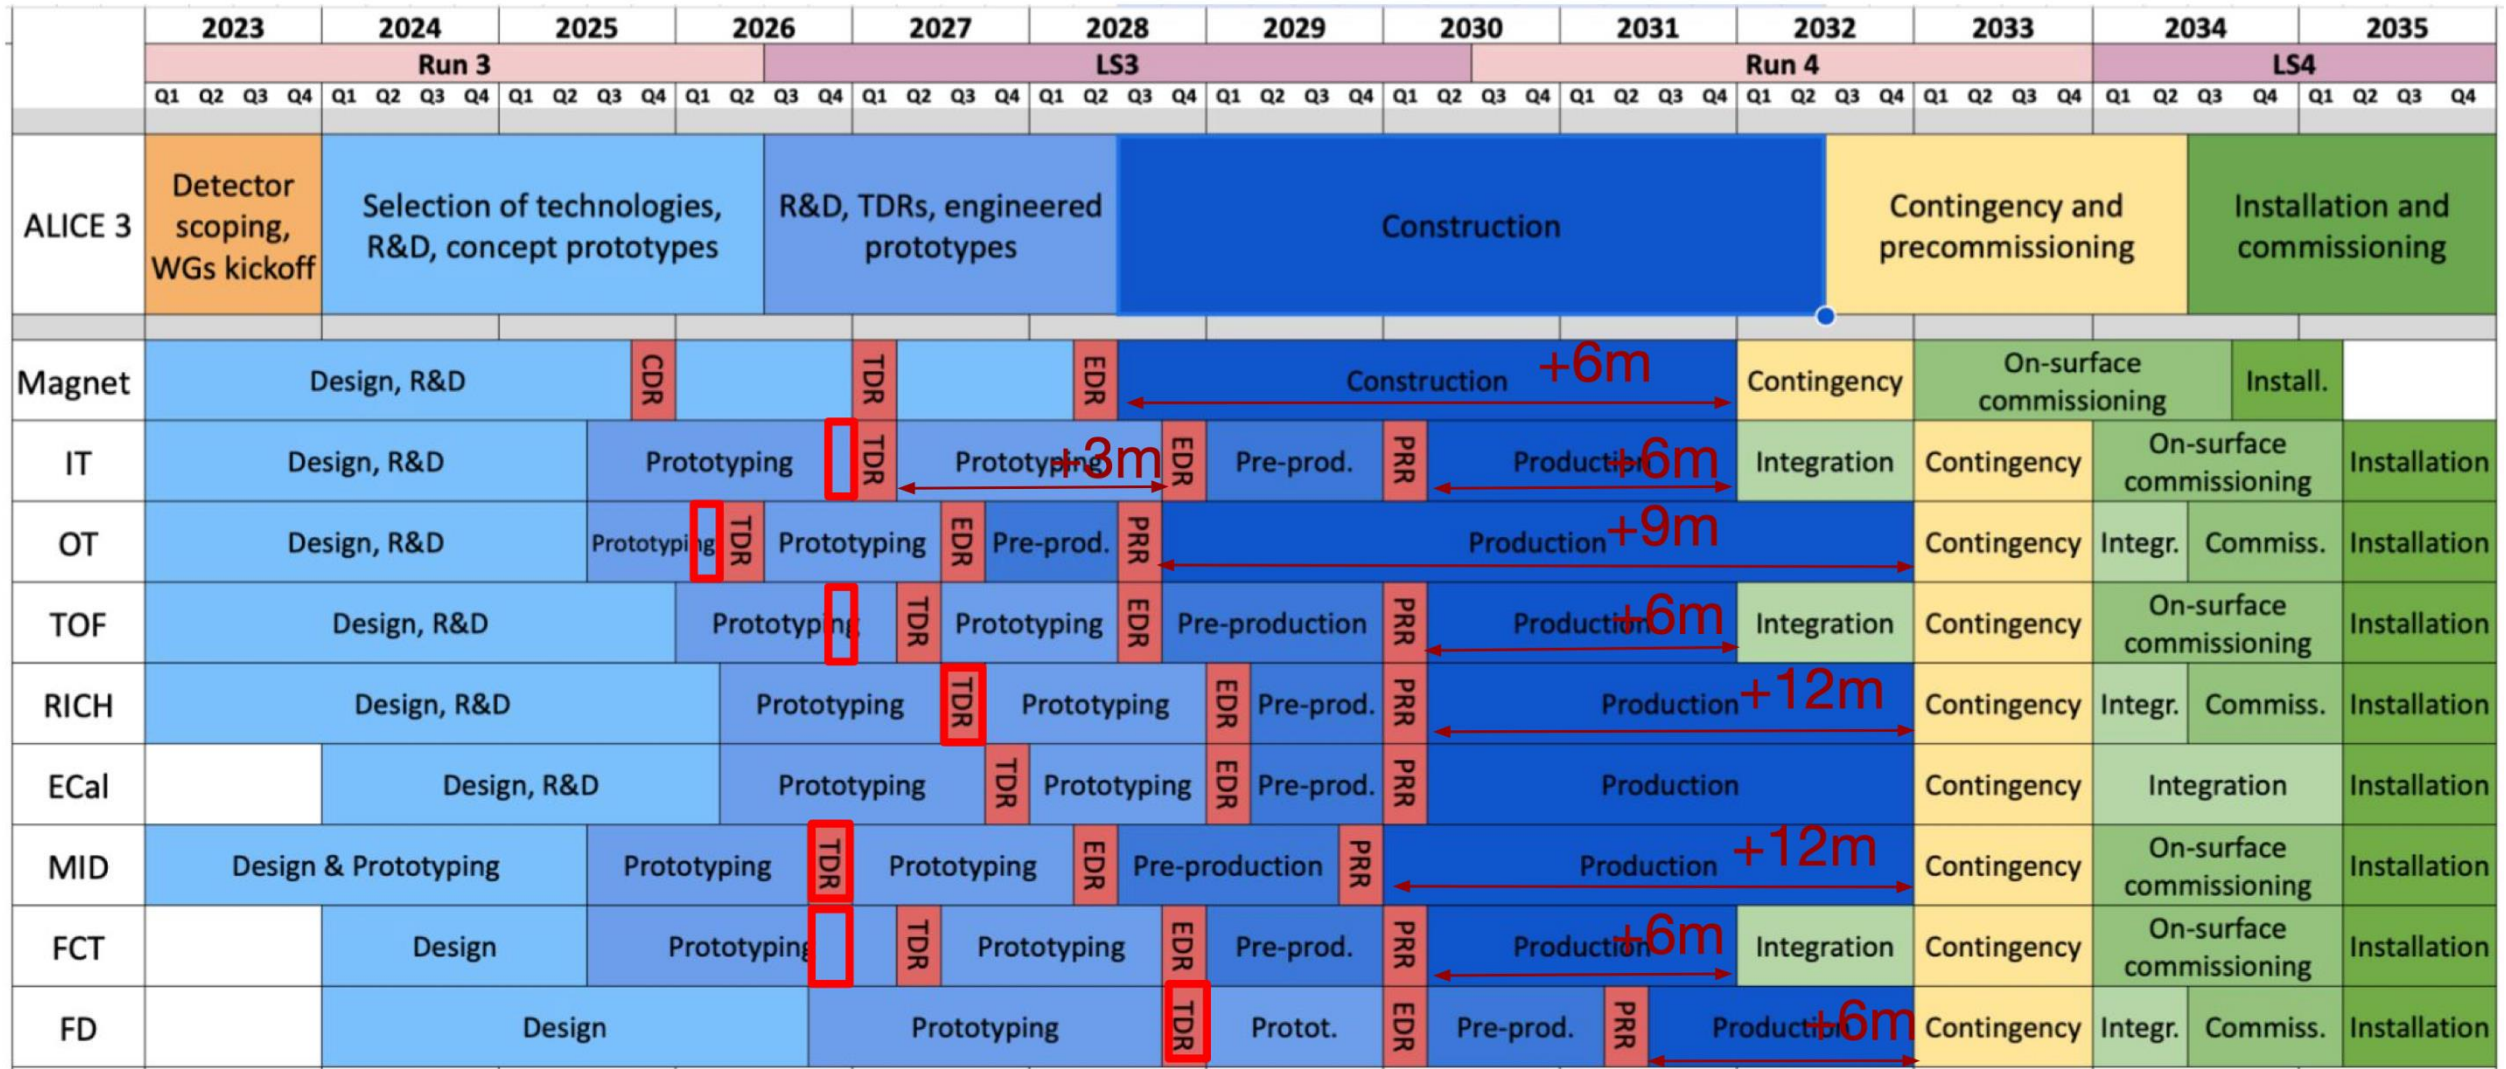 2023 2024 2025 2026 2027 2028 2029 2030 2031 2032 2033 2034 2035
Run 3 LS3 Run 4 LS4
Q1 Q2 Q3 Q4 Q1 Q2 Q3 Q4 Q1 Q2 Q3 Q4 Q1 Q2 Q3 Q4 Q1 Q2 Q3 Q4 Q1 Q2 Q3 Q4 Q1 Q2 Q3 Q4 Q1 Q2 Q3 Q4 Q1 Q2 Q3 Q4 Q1 Q2 Q3 Q4 Q1 Q2 Q3 Q4 Q1 Q2 Q3 Q4 Q1 Q2 Q3 Q4
ALICE 3
Detector
scoping,
WGs kickoff
Selection of technologies,
R&D, concept prototypes
R&D, TDRs, engineered
prototypes
Construction
Contingency and
precommissioning
Installation and
commissioning
Magnet
Design, R&D
CDR
TDR
EDR
Construction
+6m
Contingency
On-surface
commissioning
Install.
IT
Design, R&D
Prototyping
TDR
Prototyping
+3m
EDR
Pre-prod.
PRR
Production
+6m
Integration
Contingency
On-surface
commissioning
Installation
OT
Design, R&D
Prototyping
TDR
Prototyping
EDR
Pre-prod.
PRR
Production
+9m
Contingency
Integr.
Commiss.
Installation
TOF
Design, R&D
Prototyping
TDR
Prototyping
EDR
Pre-production
PRR
Production
+6m
Integration
Contingency
On-surface
commissioning
Installation
RICH
Design, R&D
Prototyping
TDR
Prototyping
EDR
Pre-prod.
PRR
Production
+12m
Contingency
Integr.
Commiss.
Installation
ECal
Design, R&D
Prototyping
TDR
Prototyping
EDR
Pre-prod.
PRR
Production
Contingency
Integration
Installation
MID
Design & Prototyping
Prototyping
TDR
Prototyping
EDR
Pre-production
PRR
Production
+12m
Contingency
On-surface
commissioning
Installation
FCT
Design
Prototyping
TDR
Prototyping
EDR
Pre-prod.
PRR
Production
+6m
Integration
Contingency
On-surface
commissioning
Installation
FD
Design
Prototyping
TDR
Protot.
EDR
Pre-prod.
PRR
Production
+6m
Contingency
Integr.
Commiss.
Installation